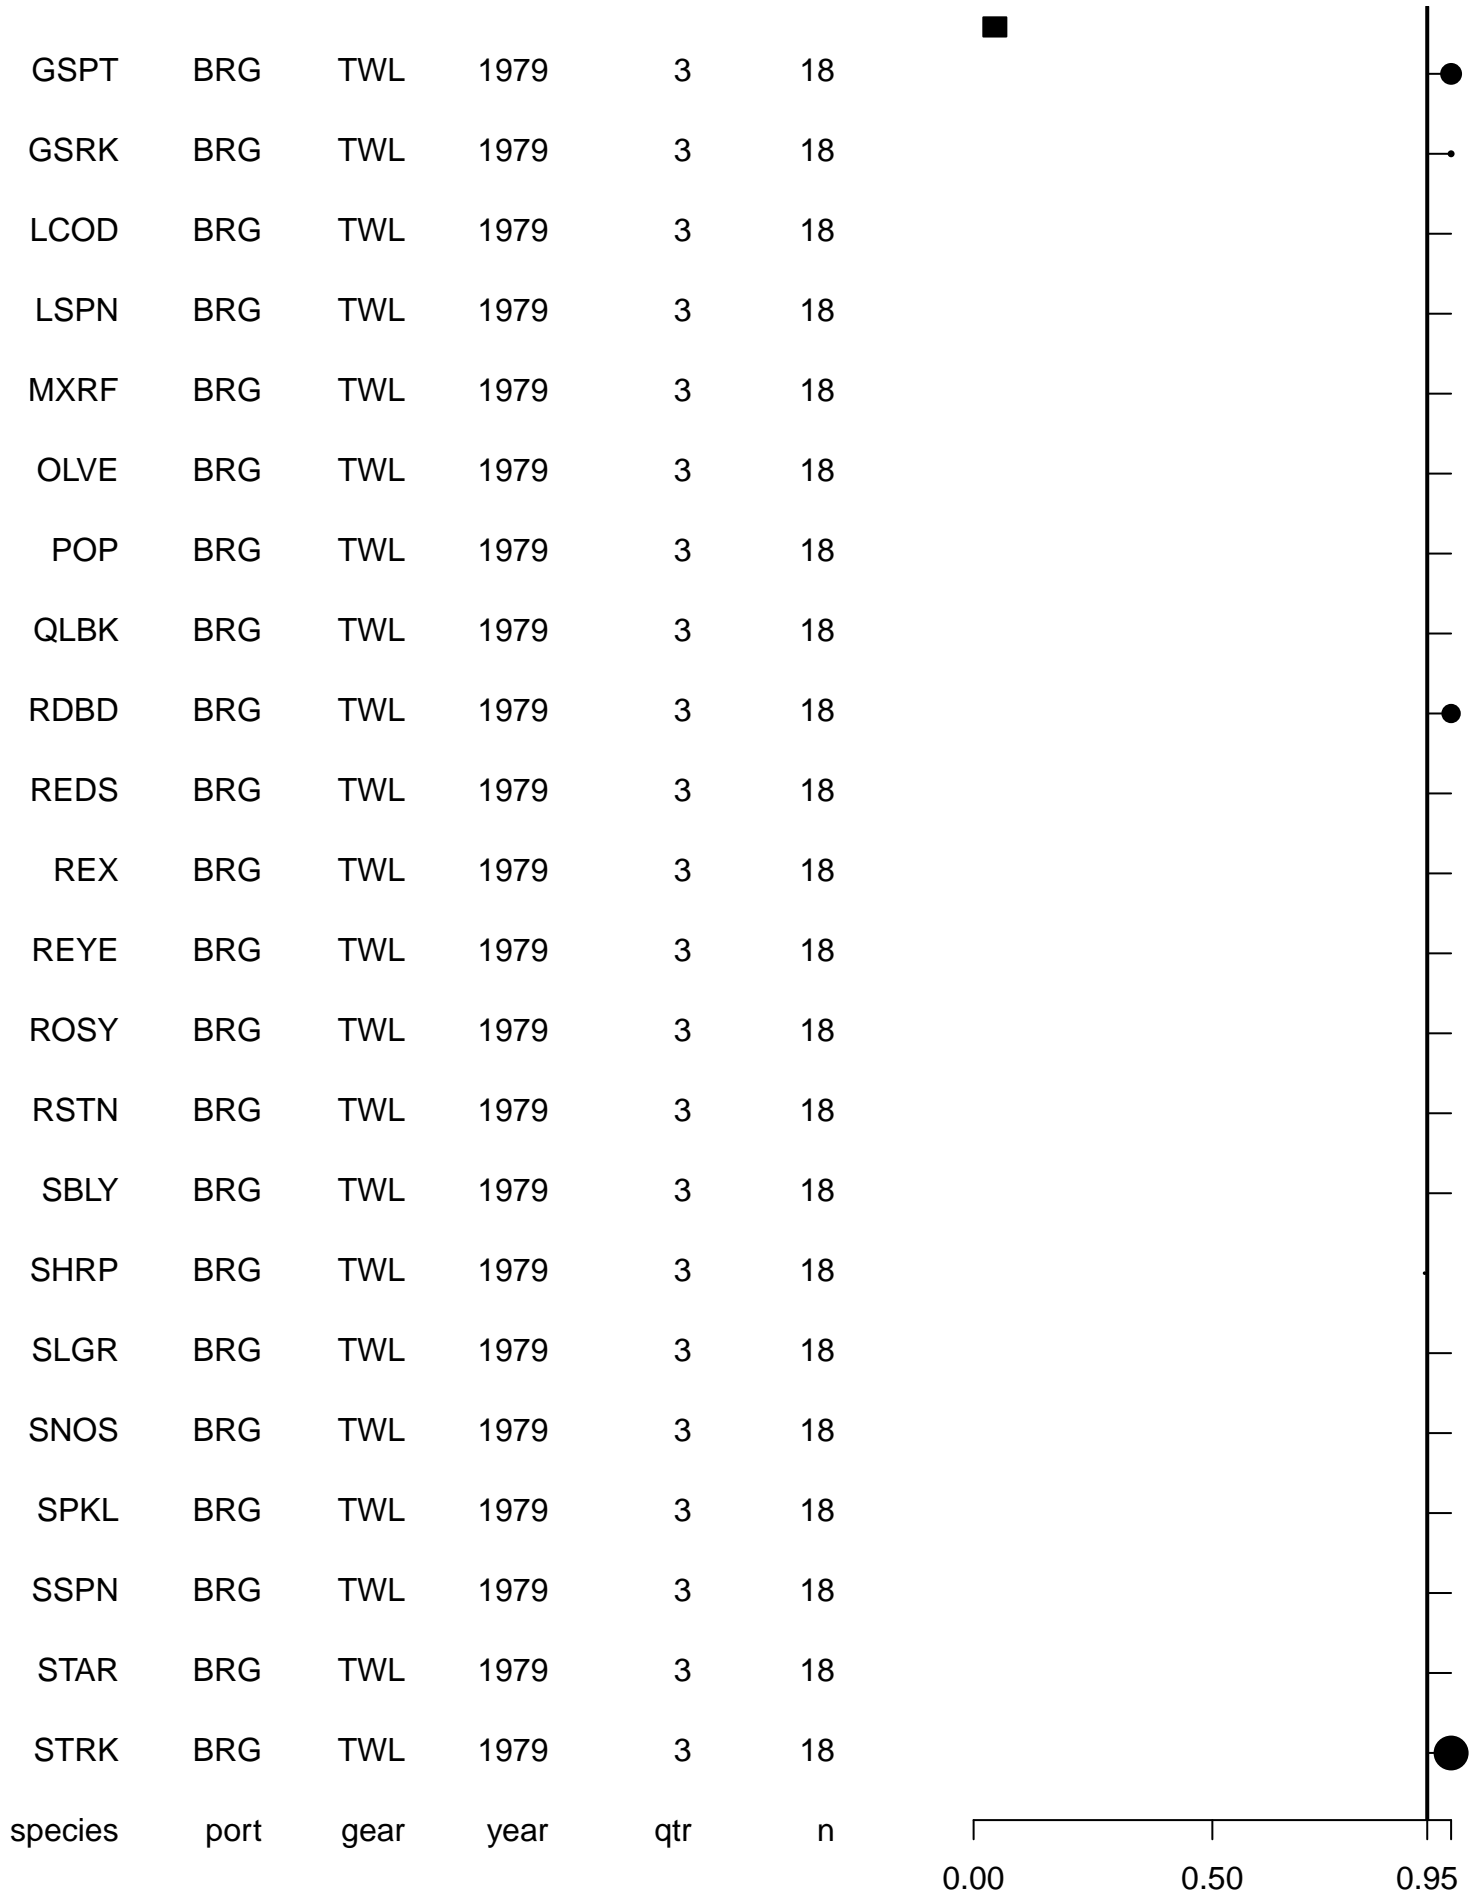 GSPT BRG TWL 1979 3 18
GSRK BRG TWL 1979 3 18
LCOD BRG TWL 1979 3 18
LSPN BRG TWL 1979 3 18
MXRF BRG TWL 1979 3 18
OLVE BRG TWL 1979 3 18
POP BRG TWL 1979 3 18
QLBK BRG TWL 1979 3 18
RDBD BRG TWL 1979 3 18
REDS BRG TWL 1979 3 18
REX BRG TWL 1979 3 18
REYE BRG TWL 1979 3 18
ROSY BRG TWL 1979 3 18
RSTN BRG TWL 1979 3 18
SBLY BRG TWL 1979 3 18
SHRP BRG TWL 1979 3 18
SLGR BRG TWL 1979 3 18
SNOS BRG TWL 1979 3 18
SPKL BRG TWL 1979 3 18
SSPN BRG TWL 1979 3 18
STAR BRG TWL 1979 3 18
STRK BRG TWL 1979 3 18
species port gear year qtr n
0.00 0.50 0.95